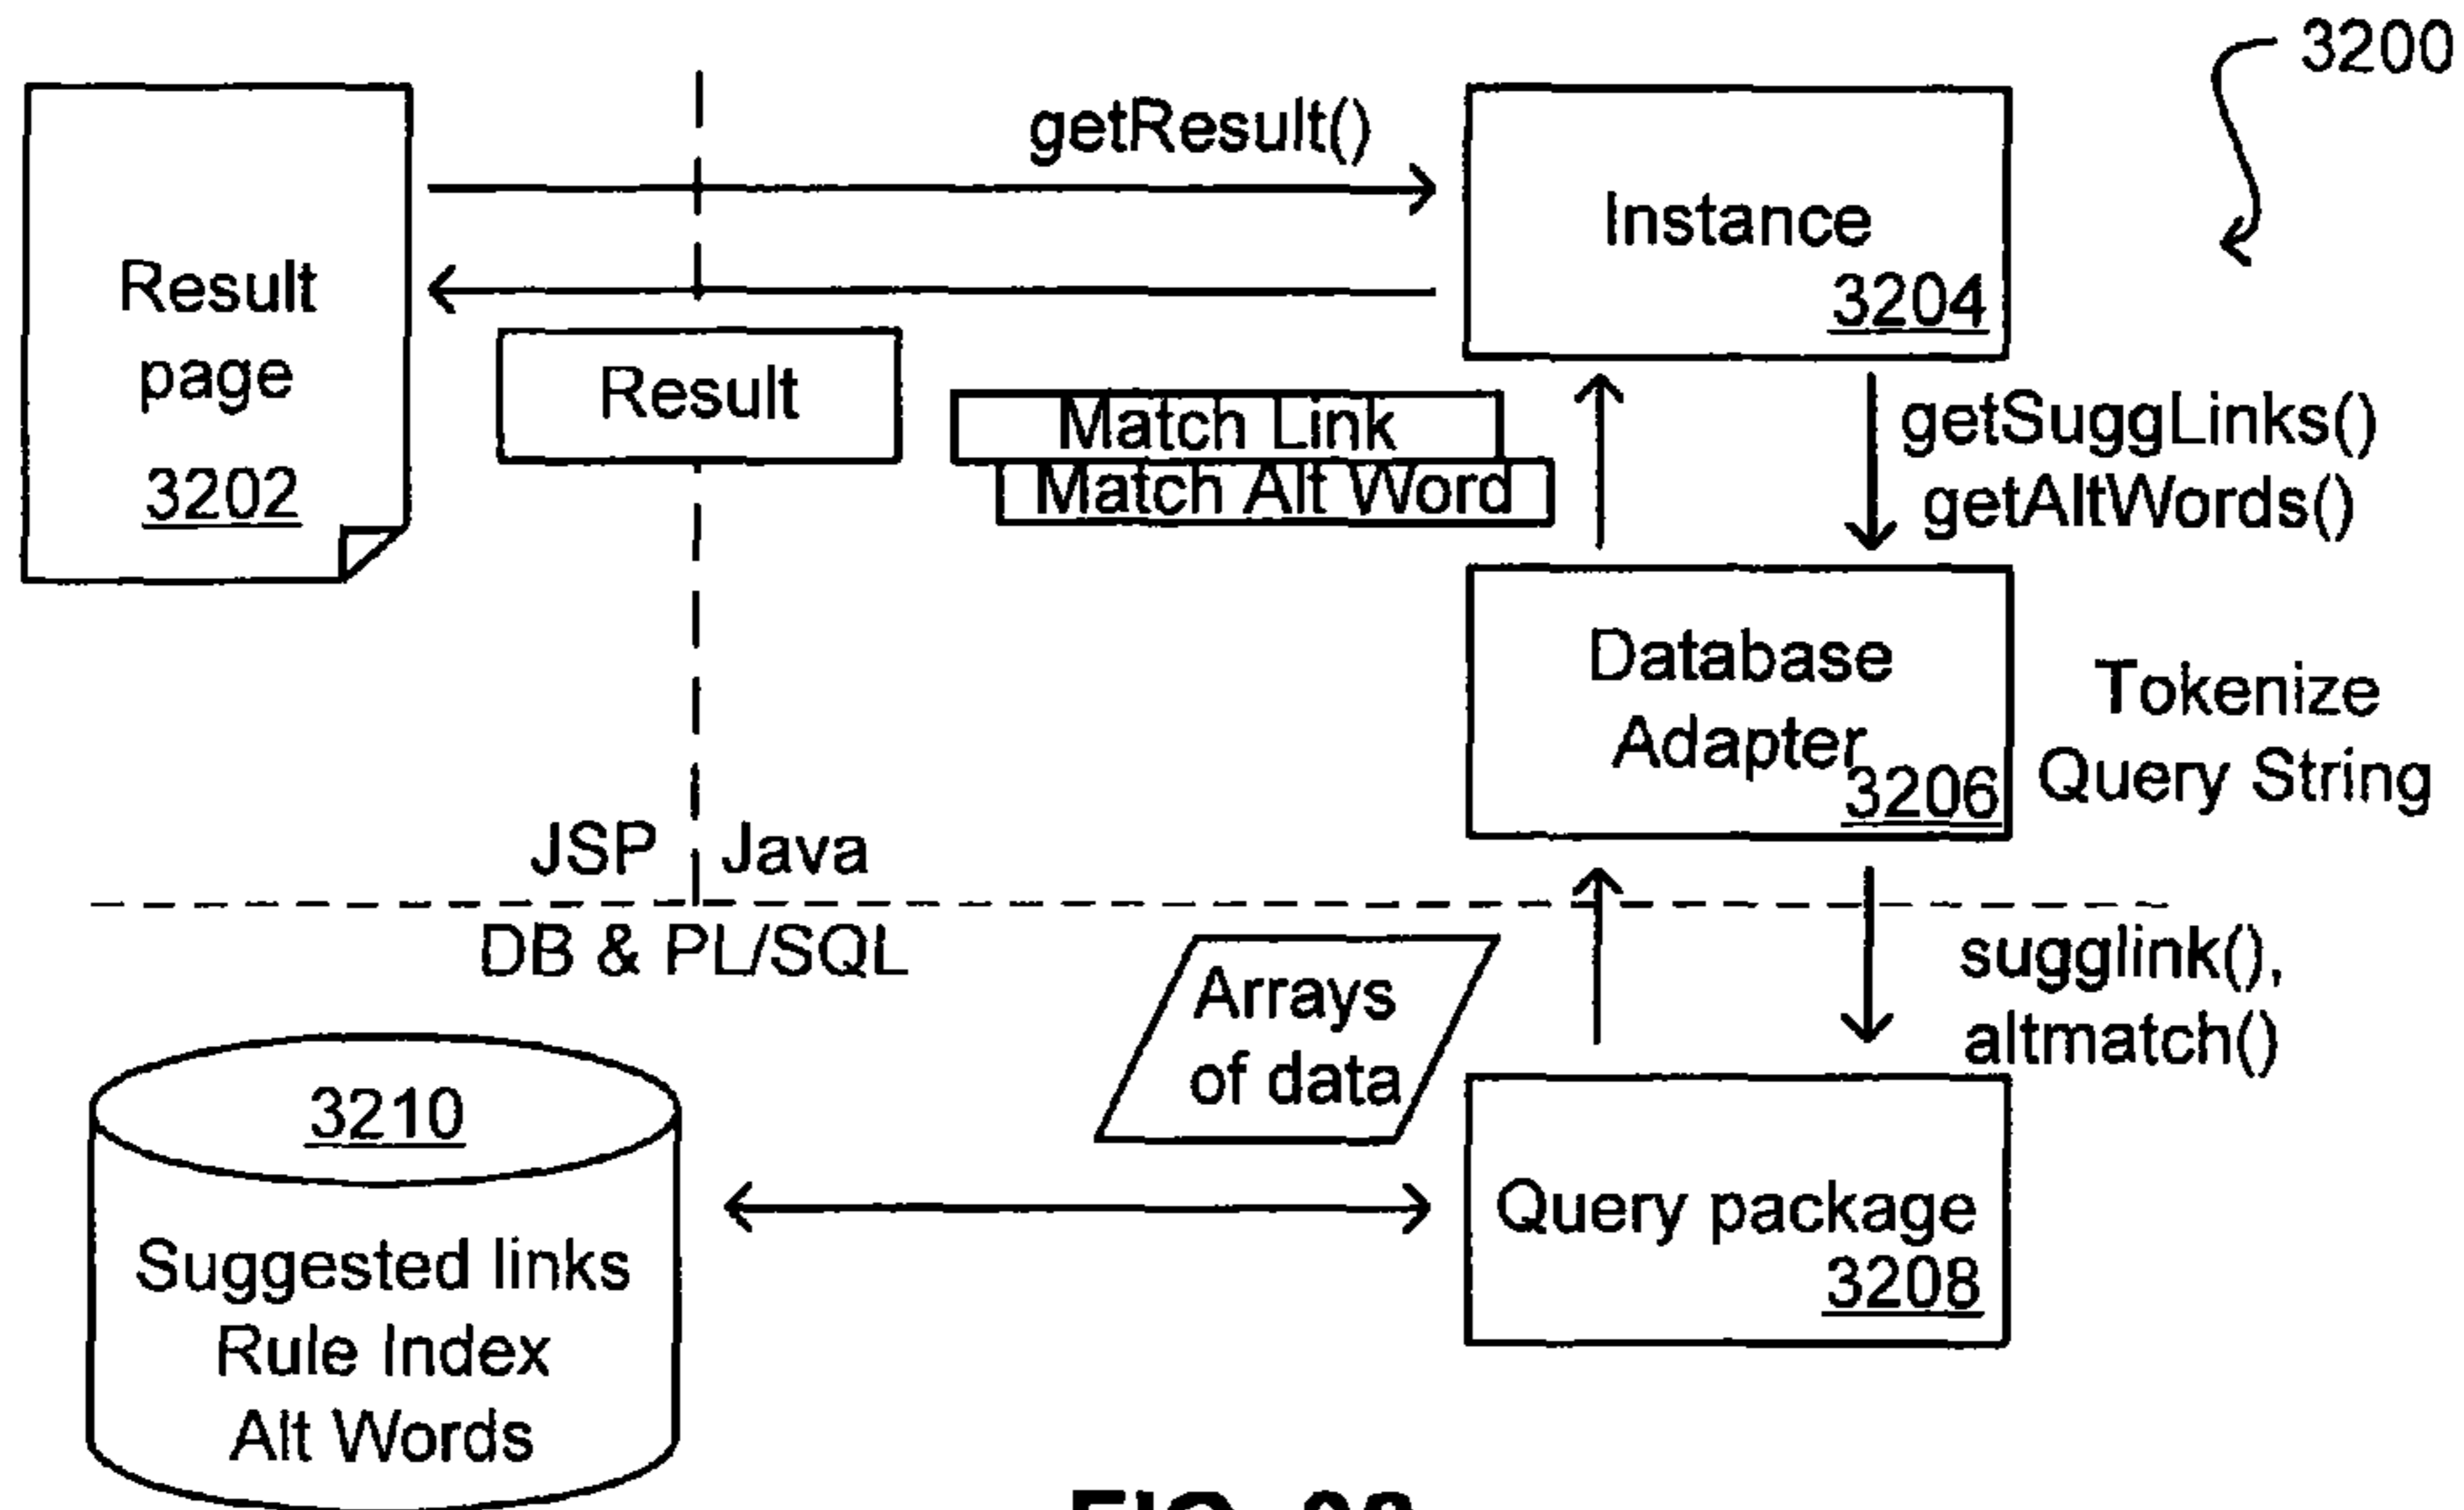 3200
getResult()
Result
page
3202
Instance
3204
Result
Match Link
Match Alt Word
getSuggLinks()
getAltWords()
Database
Adapter
3206
Tokenize
Query String
JSP
Java
DB & PL/SQL
Arrays
of data
sugglink(),
altmatch()
3210
Suggested links
Rule Index
Alt Words
Query package
3208